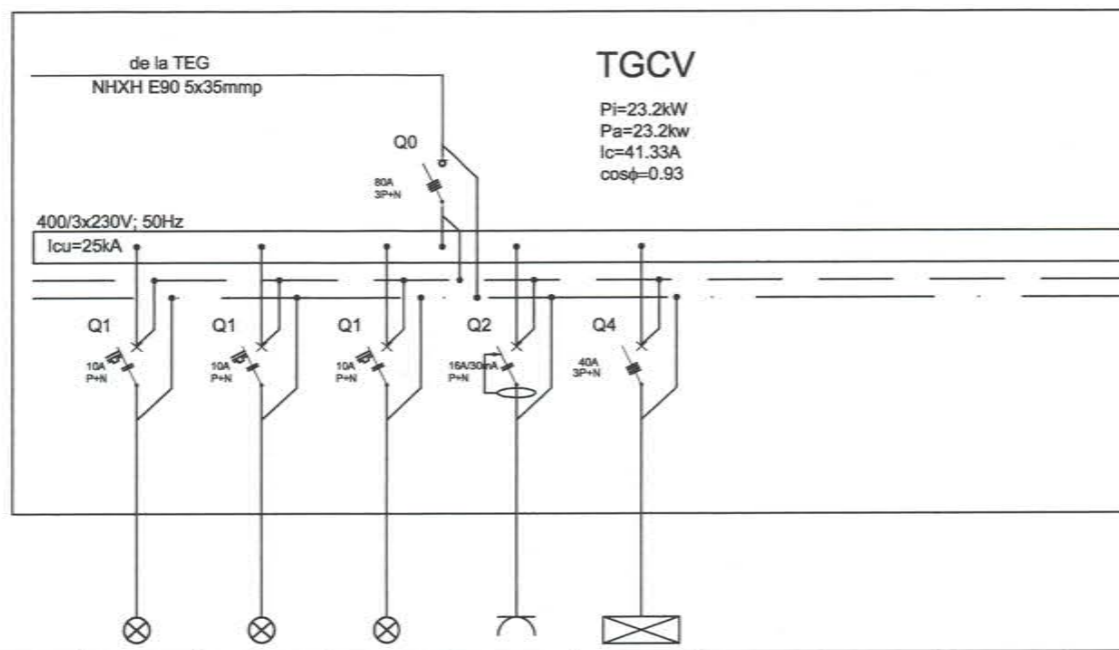 de la TEG
NHXH E90 5x35mmp
TGCV
Pi=23.2kW
Pa=23.2kw
Ic=41.33A
cosϕ=0.93
Q0
80A
3P+N
400/3x230V; 50Hz
Icu=25kA
Q1
10A
P+N
Q1
10A
P+N
Q1
10A
P+N
Q2
16A/30mA
P+N
Q4
40A
3P+N